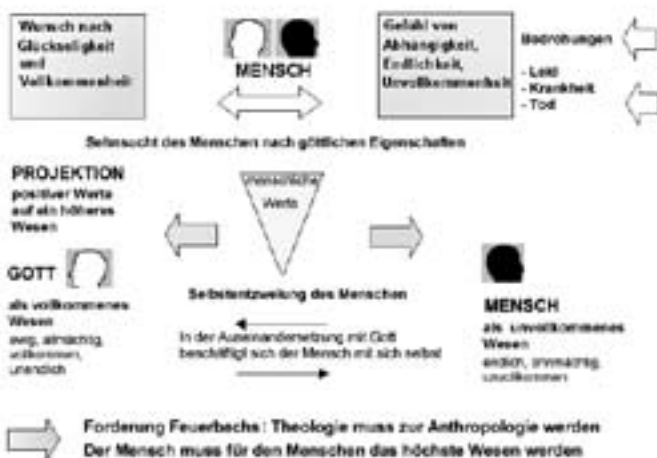 Wunsch nach
Glückseligkeit
und
Vollkommenheit
MENSCH
Gefühl von
Abhängigkeit,
Endlichkeit,
Unvollkommenheit
Bedrohungen
- Leid
- Krankheit
- Tod
Sehnsucht des Menschen nach göttlichen Eigenschaften
PROJEKTION
positiver Werte
auf ein höheres
Wesen
menschliche
Werte
GOTT
als vollkommenes
Wesen
ewig, allmächtig,
vollkommen,
unendlich
Selbstentzweiung des Menschen
In der Auseinandersetzung mit Gott
beschäftigt sich der Mensch mit sich selbst
MENSCH
als unvollkommenes
Wesen
endlich, ohnmächtig,
unvollkommen
Forderung Feuerbachs: Theologie muss zur Anthropologie werden
Der Mensch muss für den Menschen das höchste Wesen werden